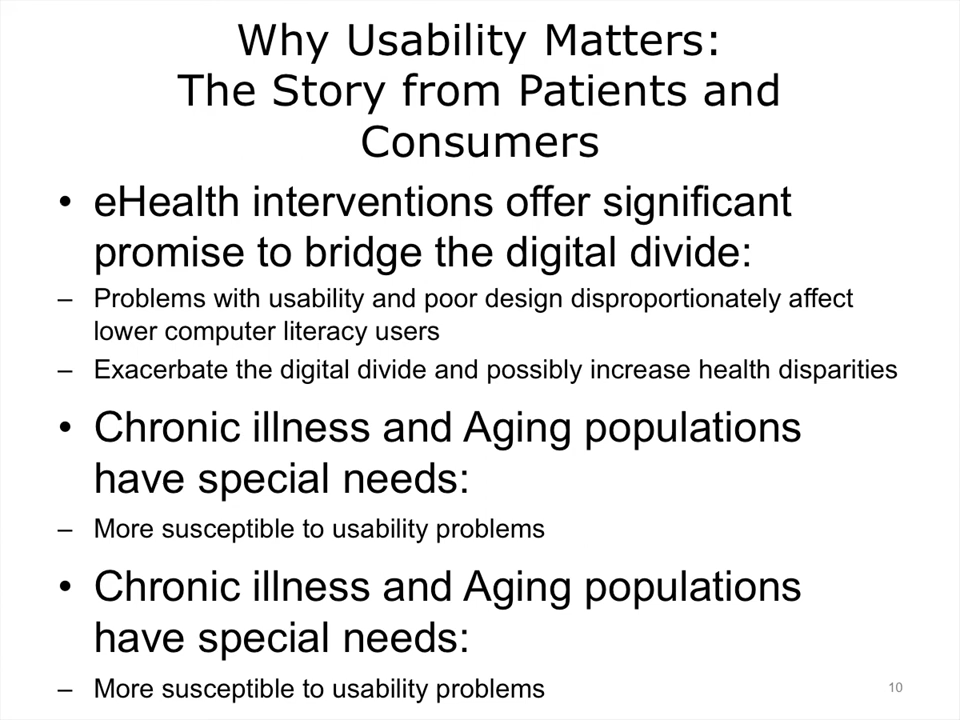 Why Usability Matters:
The Story from Patients and
Consumers
• eHealth interventions offer significant
promise to bridge the digital divide:
– Problems with usability and poor design disproportionately affect
lower computer literacy users
– Exacerbate the digital divide and possibly increase health disparities
• Chronic illness and Aging populations
have special needs:
– More susceptible to usability problems
• Chronic illness and Aging populations
have special needs:
– More susceptible to usability problems
10